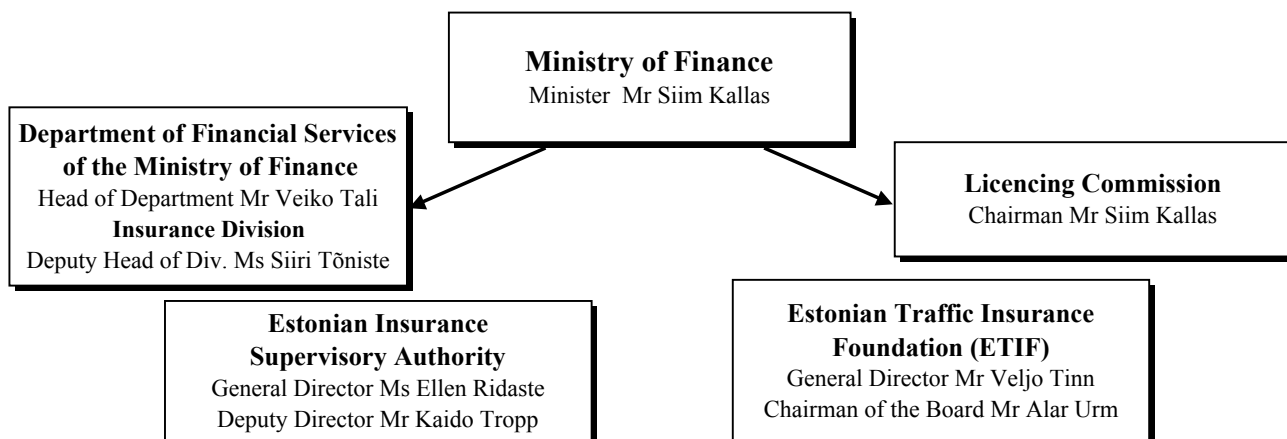 Ministry of Finance
Minister Mr Siim Kallas
Department of Financial Services
of the Ministry of Finance
Head of Department Mr Veiko Tali
Insurance Division
Deputy Head of Div. Ms Siiri Tõniste
Licencing Commission
Chairman Mr Siim Kallas
Estonian Insurance
Supervisory Authority
General Director Ms Ellen Ridaste
Deputy Director Mr Kaido Tropp
Estonian Traffic Insurance
Foundation (ETIF)
General Director Mr Veljo Tinn
Chairman of the Board Mr Alar Urm